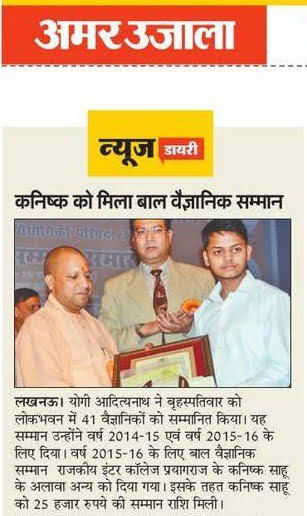 अमर उजाला
न्यूज
डायरी
कनिष्क को मिला बाल वैज्ञानिक सम्मान
लखनऊ। योगी आदित्यनाथ ने बृहस्पतिवार को
लोकभवन में 41 वैज्ञानिकों को सम्मानित किया। यह
सम्मान उन्होंने वर्ष 2014-15 एवं वर्ष 2015-16 के
लिए दिया। वर्ष 2015-16 के लिए बाल वैज्ञानिक
सम्मान राजकीय इंटर कॉलेज प्रयागराज के कनिष्क साहू
के अलावा अन्य को दिया गया। इसके तहत कनिष्क साहू
को 25 हजार रुपये की सम्मान राशि मिली।